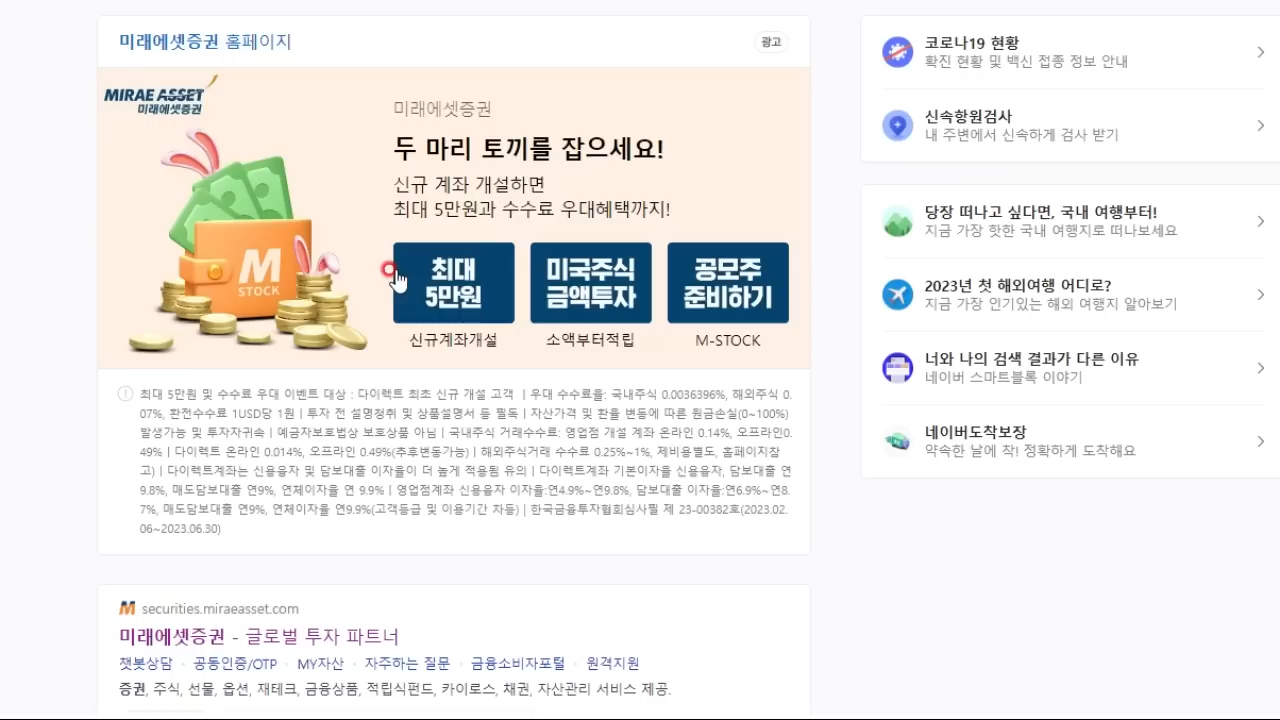 미래에셋증권 홈페이지
광고
MIRAE ASSET
미래에셋증권
미래에셋증권
두 마리 토끼를 잡으세요!
신규 계좌 개설하면
최대 5만원과 수수료 우대혜택까지!
M
STOCK
최대
5만원
미국주식
금액투자
공모주
준비하기
신규계좌개설
소액부터적립
M-STOCK
최대 5만원 및 수수료 우대 이벤트 대상 : 다이렉트 최초 신규 개설 고객 ㅣ우대 수수료율: 국내주식 0.0036396%, 해외주식 0.
07%, 환전수수료 1USD당 1원ㅣ투자 전 설명청취 및 상품설명서 등 필독ㅣ자산가격 및 환율 변동에 따른 원금손실(0~100%)
발생가능 및 투자자귀속ㅣ예금자보호법상 보호상품 아님ㅣ국내주식 거래수수료: 영업점 개설 계좌 온라인 0.14%, 오프라인0.
49%ㅣ다이렉트 온라인 0.014%, 오프라인 0.49%(추후변동가능)ㅣ해외주식거래 수수료 0.25%~1%, 제비용별도, 홈페이지참
고)ㅣ다이렉트계좌는 신용융자 및 담보대출 이자율이 더 높게 적용됨 유의ㅣ다이렉트계좌 기본이자율 신용융자, 담보대출 연
9.8%, 매도담보대출 연9%, 연체이자율 연 9.9%ㅣ영업점계좌 신용융자 이자율:연4.9%~연9.8%, 담보대출 이자율:연6.9%~연8.
7%, 매도담보대출 연9%, 연체이자율 연9.9%(고객등급 및 이용기간 차등)ㅣ한국금융투자협회심사필 제 23-00382호(2023.02.
06~2023.06.30)
M securities.miraeasset.com
미래에셋증권 - 글로벌 투자 파트너
챗봇상담 · 공동인증/OTP · MY자산 · 자주하는 질문 · 금융소비자포털 · 원격지원
증권, 주식, 선물, 옵션, 재테크, 금융상품, 적립식펀드, 카이로스, 채권, 자산관리 서비스 제공.
코로나19 현황
확진 현황 및 백신 접종 정보 안내
신속항원검사
내 주변에서 신속하게 검사 받기
당장 떠나고 싶다면, 국내 여행부터!
지금 가장 핫한 국내 여행지로 떠나보세요
2023년 첫 해외여행 어디로?
지금 가장 인기있는 해외 여행지 알아보기
너와 나의 검색 결과가 다른 이유
네이버 스마트블록 이야기
네이버도착보장
약속한 날에 착! 정확하게 도착해요